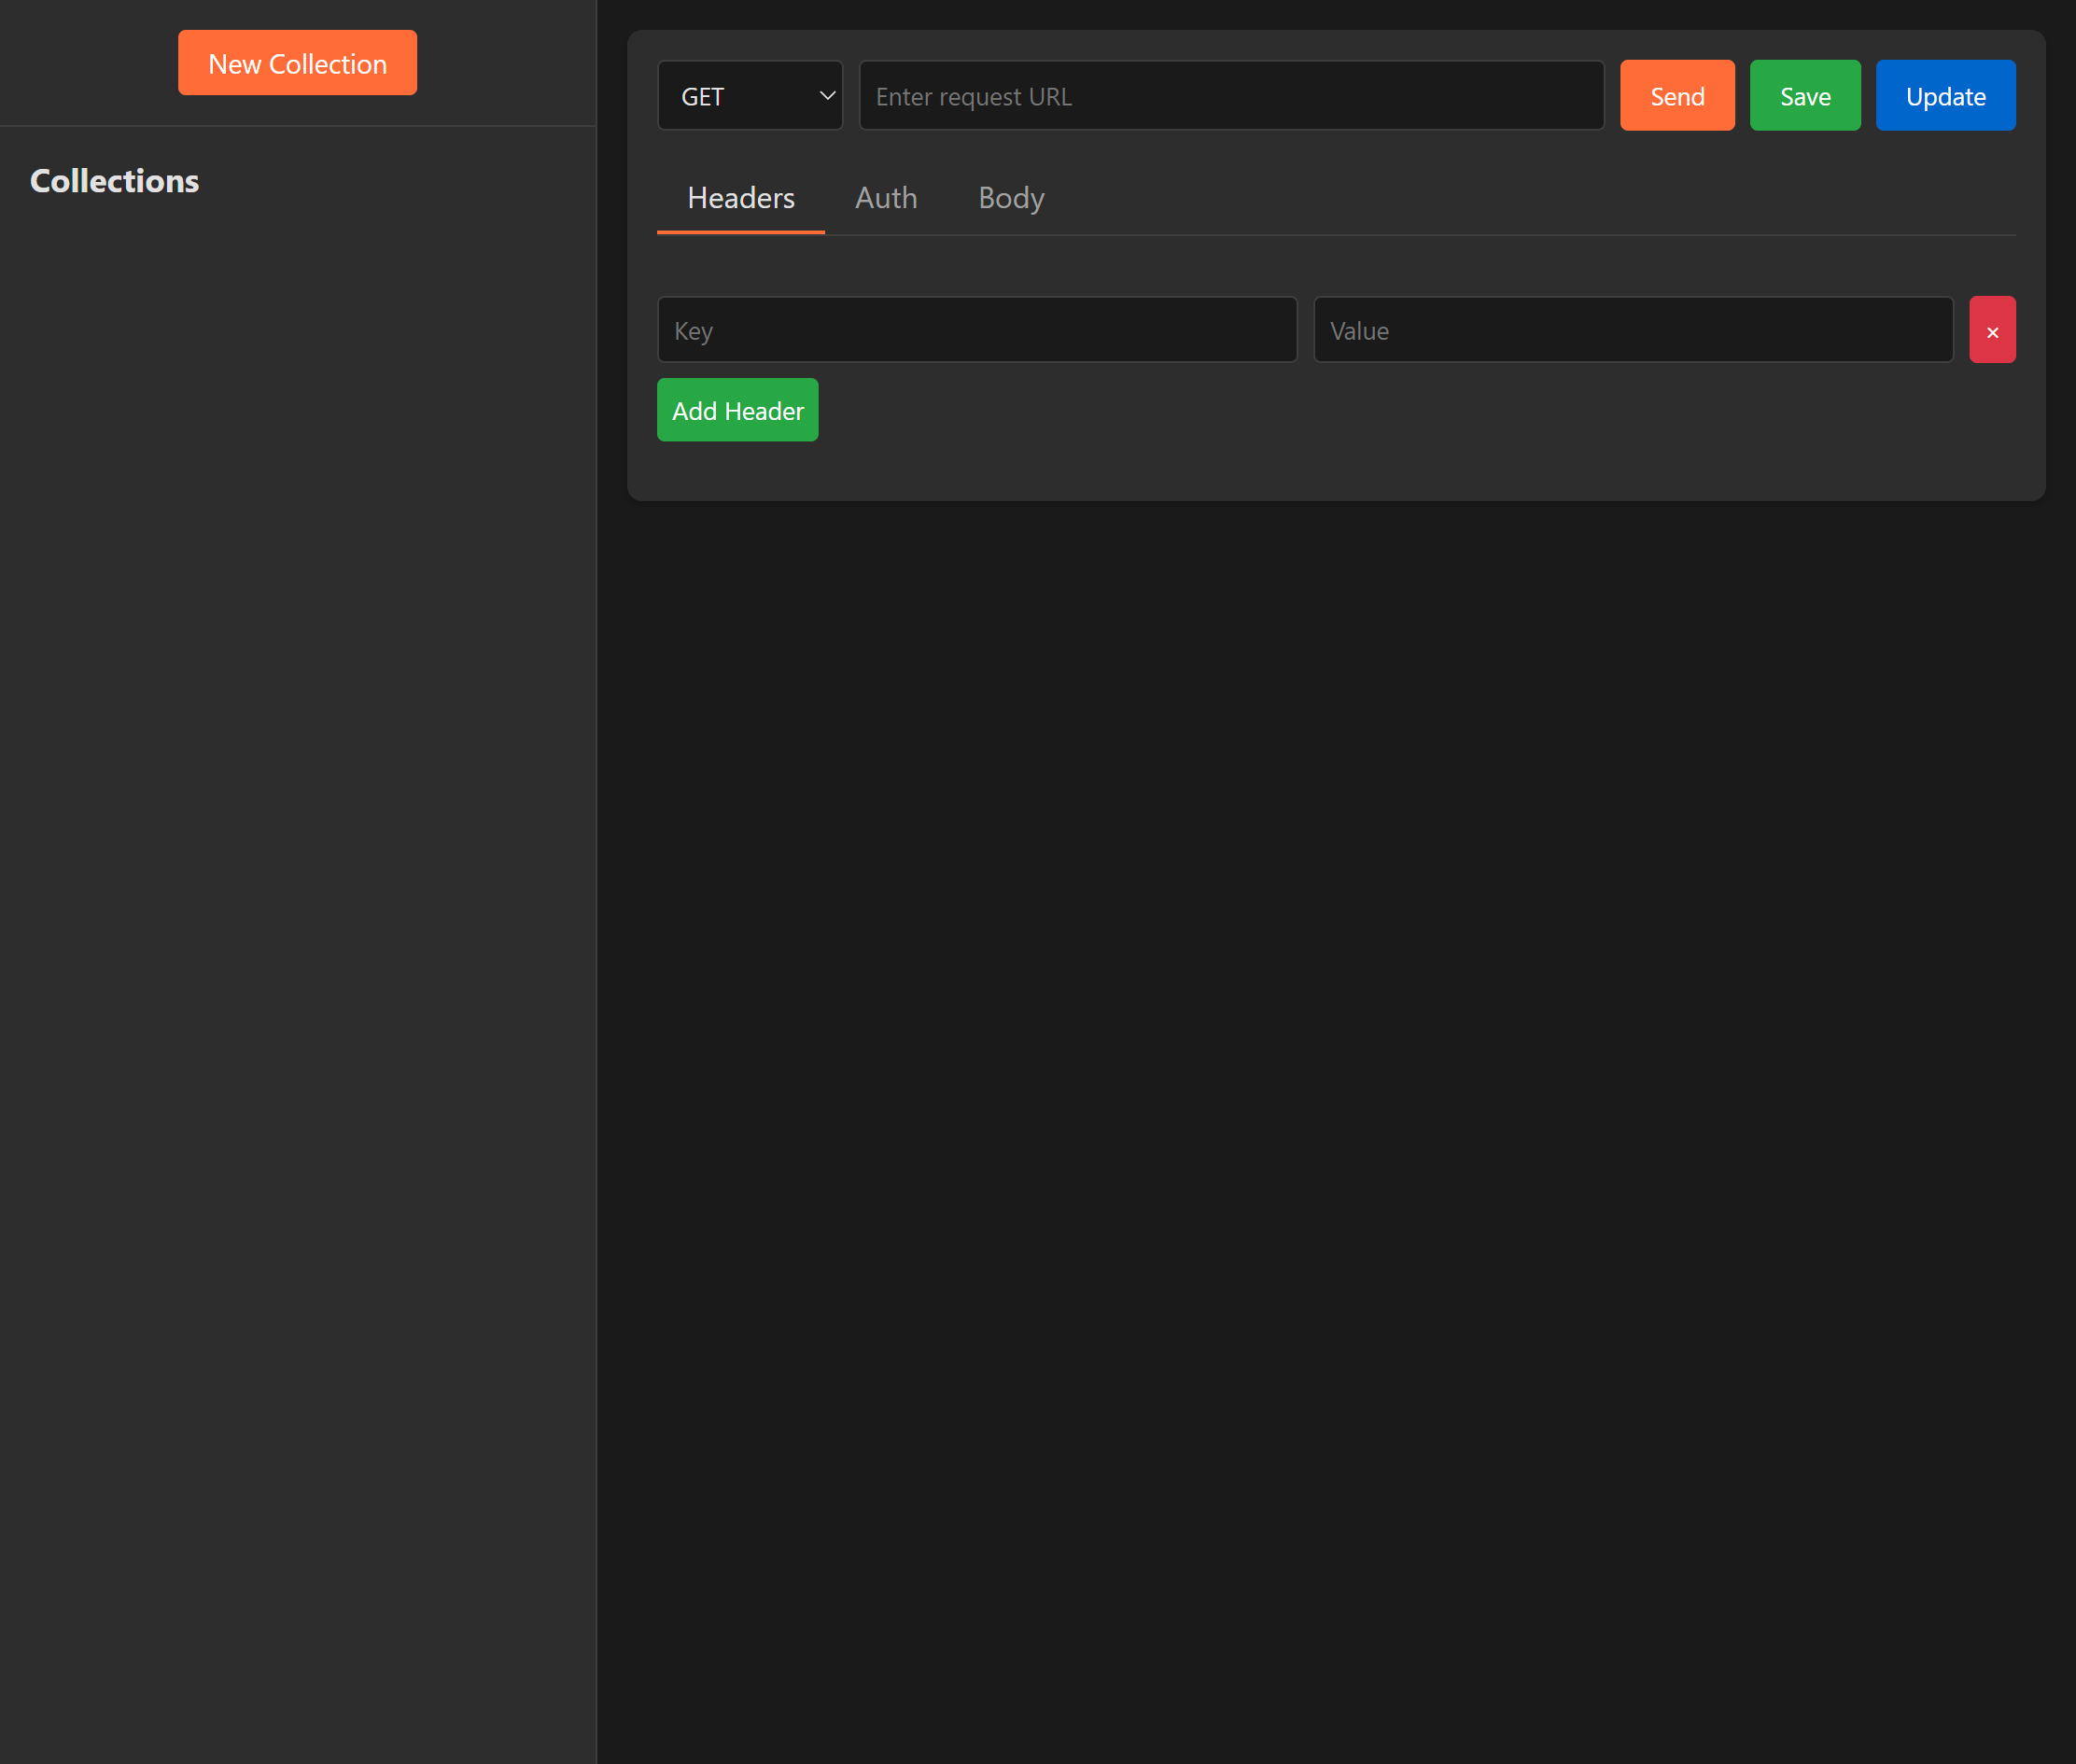 New Collection
Collections
GET
Enter request URL
Send
Save
Update
Headers
Auth
Body
Key
Value
×
Add Header